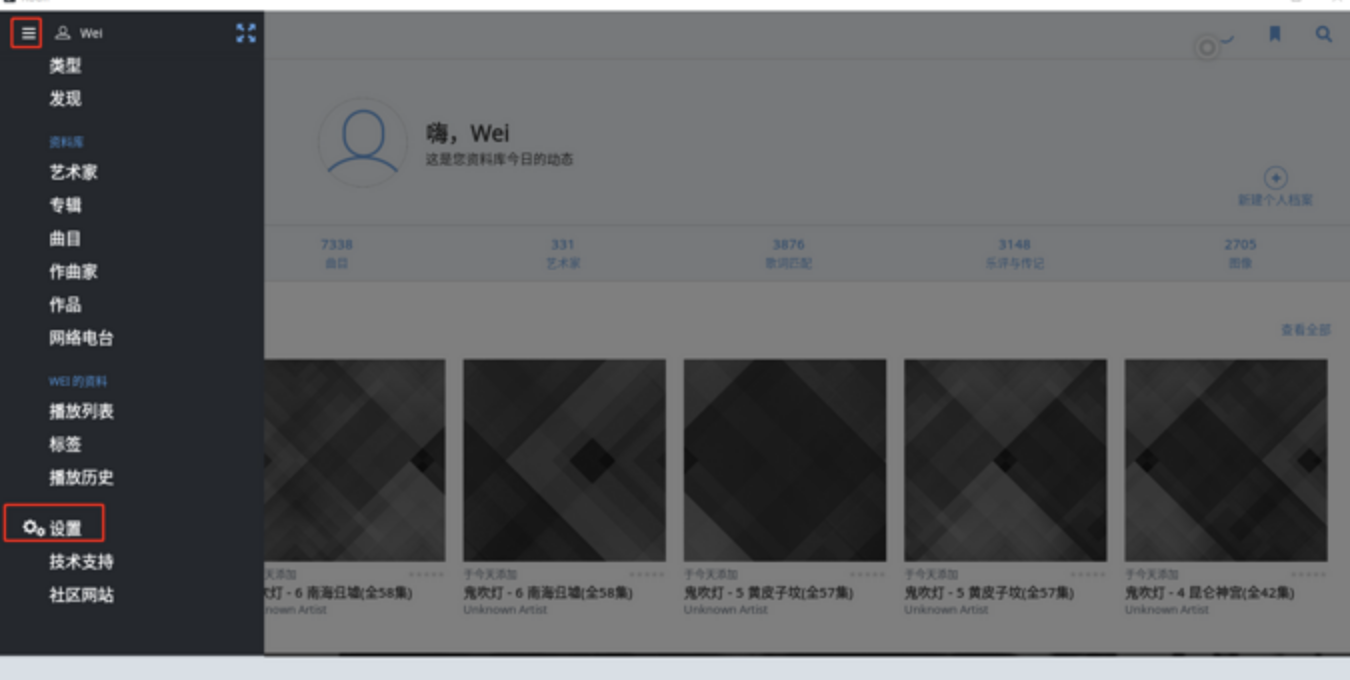 Wei
类型
发现
资料库
艺术家
专辑
曲目
作曲家
作品
网络电台
WEI 的资料
播放列表
标签
播放历史
设置
技术支持
社区网站
嗨，Wei
这是您资料库今日的动态
新建个人档案
7338
曲目
331
艺术家
3876
歌词匹配
3148
乐评与传记
2705
图像
查看全部
天添加
吹灯 - 6 南海归墟(全58集)
nown Artist
于今天添加
鬼吹灯 - 6 南海归墟(全58集)
Unknown Artist
于今天添加
鬼吹灯 - 5 黄皮子坟(全57集)
Unknown Artist
于今天添加
鬼吹灯 - 5 黄皮子坟(全57集)
Unknown Artist
于今天添加
鬼吹灯 - 4 昆仑神宫(全42集)
Unknown Artist